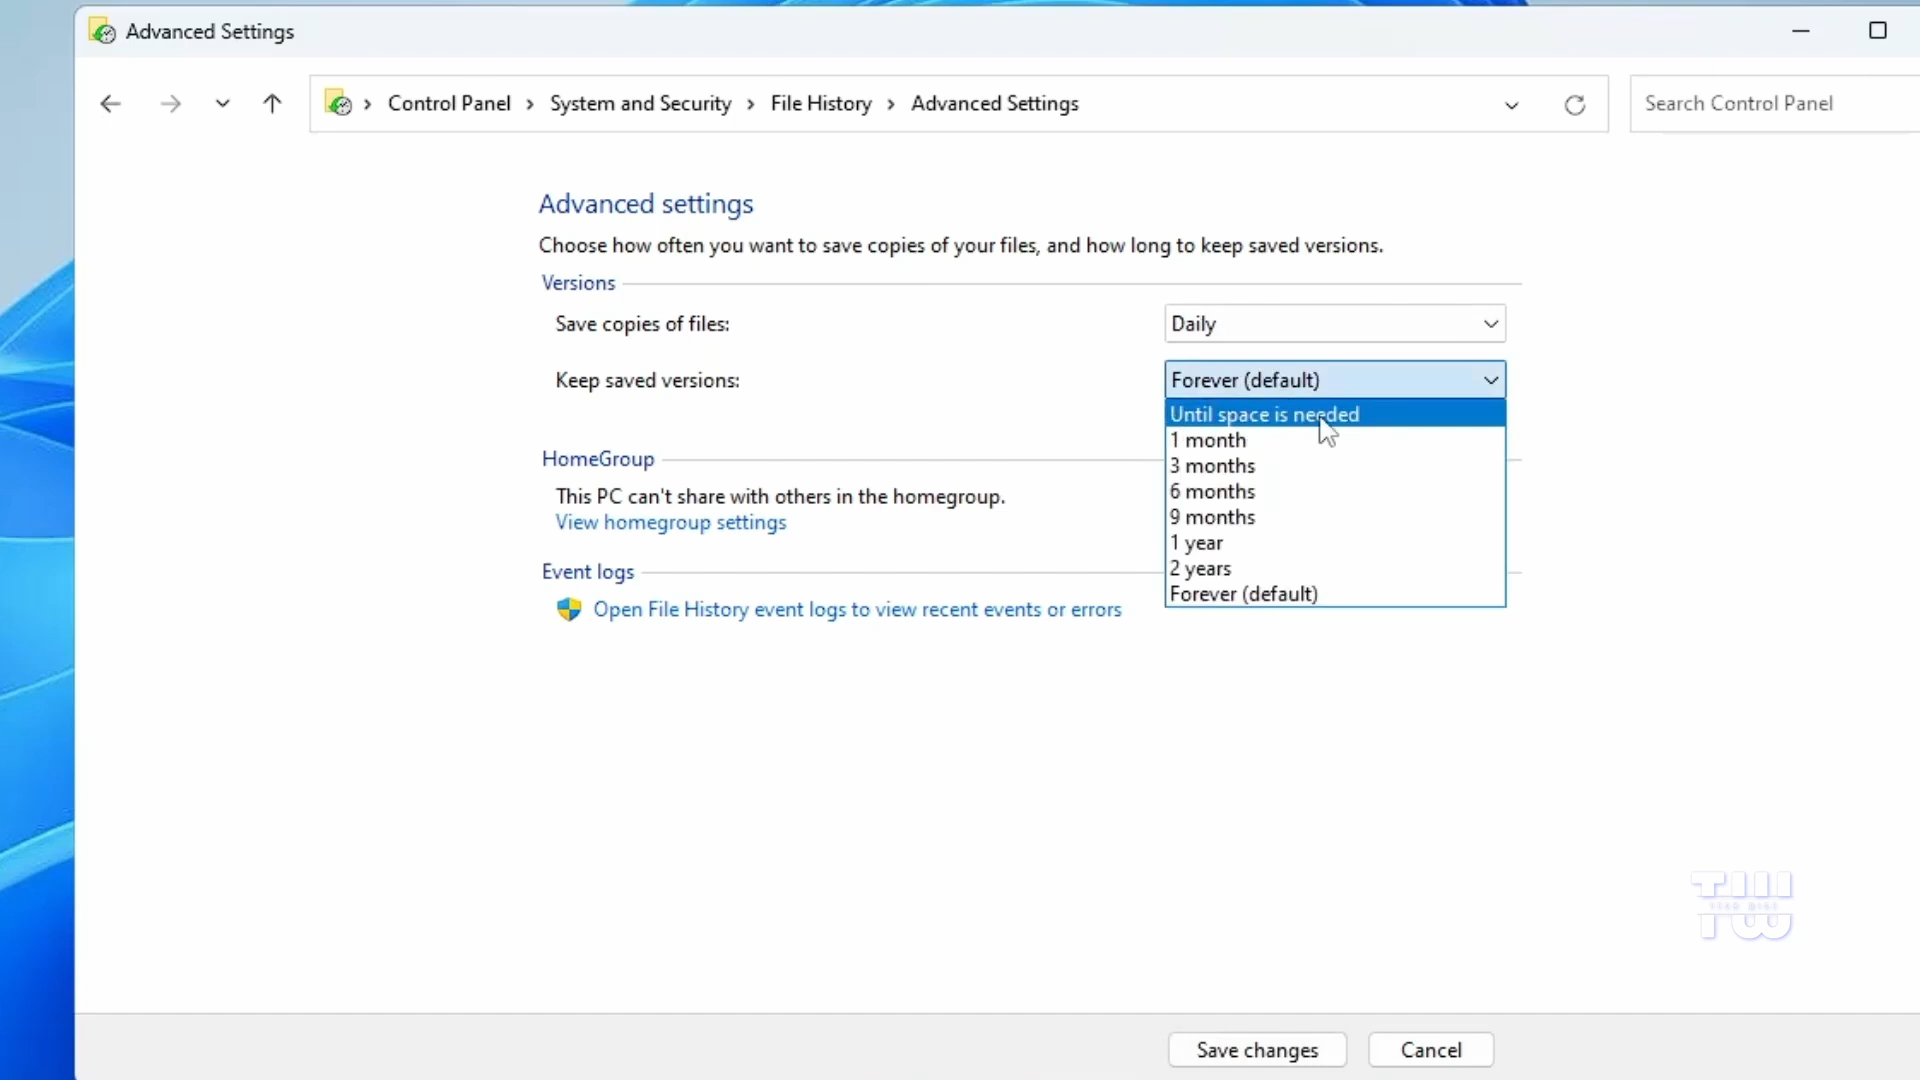 Advanced Settings
Control Panel > System and Security > File History > Advanced Settings
Search Control Panel
Advanced settings
Choose how often you want to save copies of your files, and how long to keep saved versions.
Versions
Save copies of files:
Daily
Keep saved versions:
Forever (default)
Until space is needed
1 month
3 months
6 months
9 months
1 year
2 years
Forever (default)
HomeGroup
This PC can't share with others in the homegroup.
View homegroup settings
Event logs
Open File History event logs to view recent events or errors
TW
Save changes
Cancel